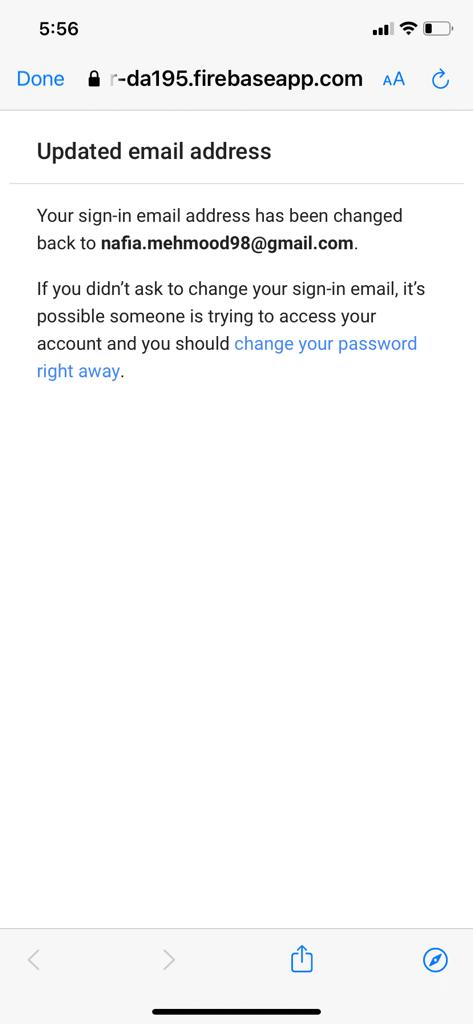 5:56
Done r-da195.firebaseapp.com AA
Updated email address
Your sign-in email address has been changed
back to nafia.mehmood98@gmail.com.
If you didn’t ask to change your sign-in email, it’s
possible someone is trying to access your
account and you should change your password
right away.